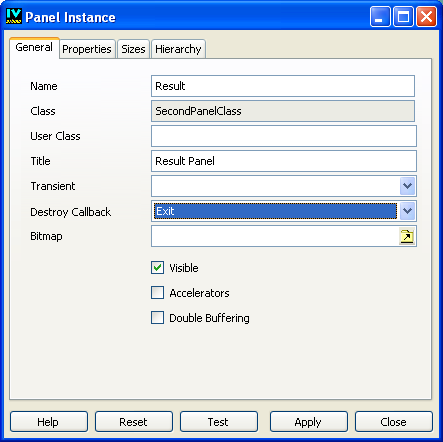 IV studio Panel Instance
General Properties Sizes Hierarchy
Name Result
Class SecondPanelClass
User Class
Title Result Panel
Transient
Destroy Callback Exit
Bitmap
Visible
Accelerators
Double Buffering
Help Reset Test Apply Close